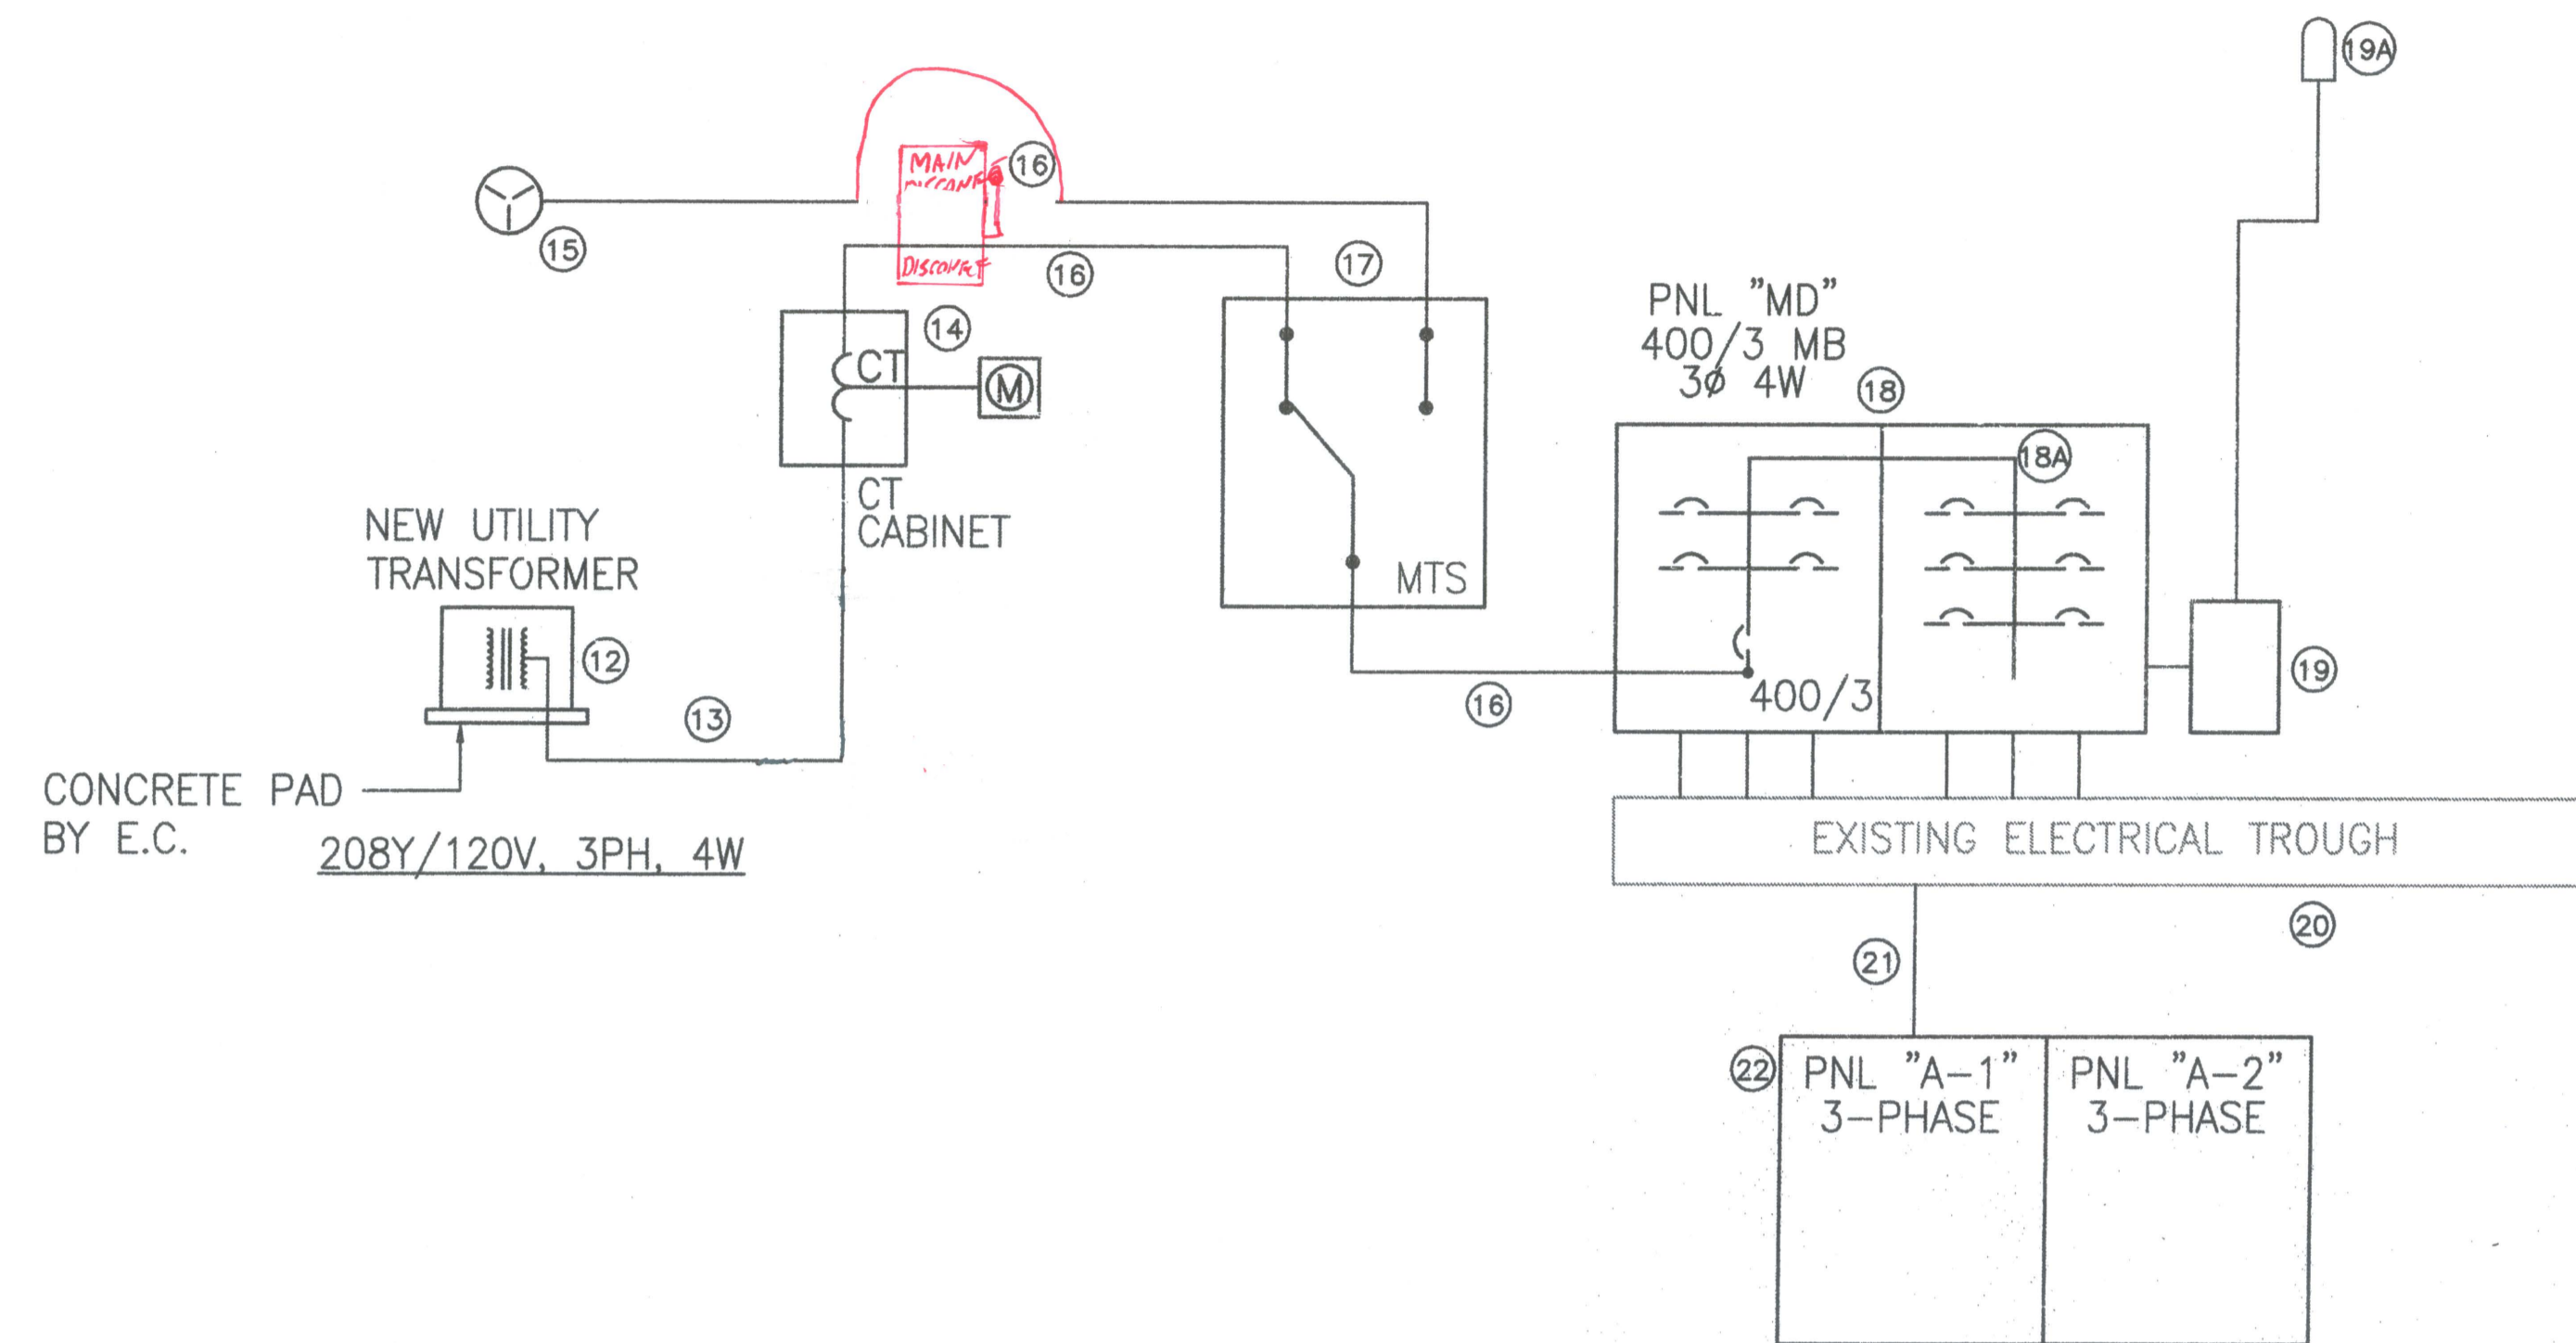 19A
MAIN
16
15
DISCONECT
16
17
PNL "MD"
400/3 MB
3ø 4W
14
18
CT
M
18A
CT
CABINET
NEW UTILITY
TRANSFORMER
MTS
12
19
13
16
400/3
CONCRETE PAD
BY E.C.
208Y/120V, 3PH, 4W
EXISTING ELECTRICAL TROUGH
20
21
22
PNL "A-1"
3-PHASE
PNL "A-2"
3-PHASE